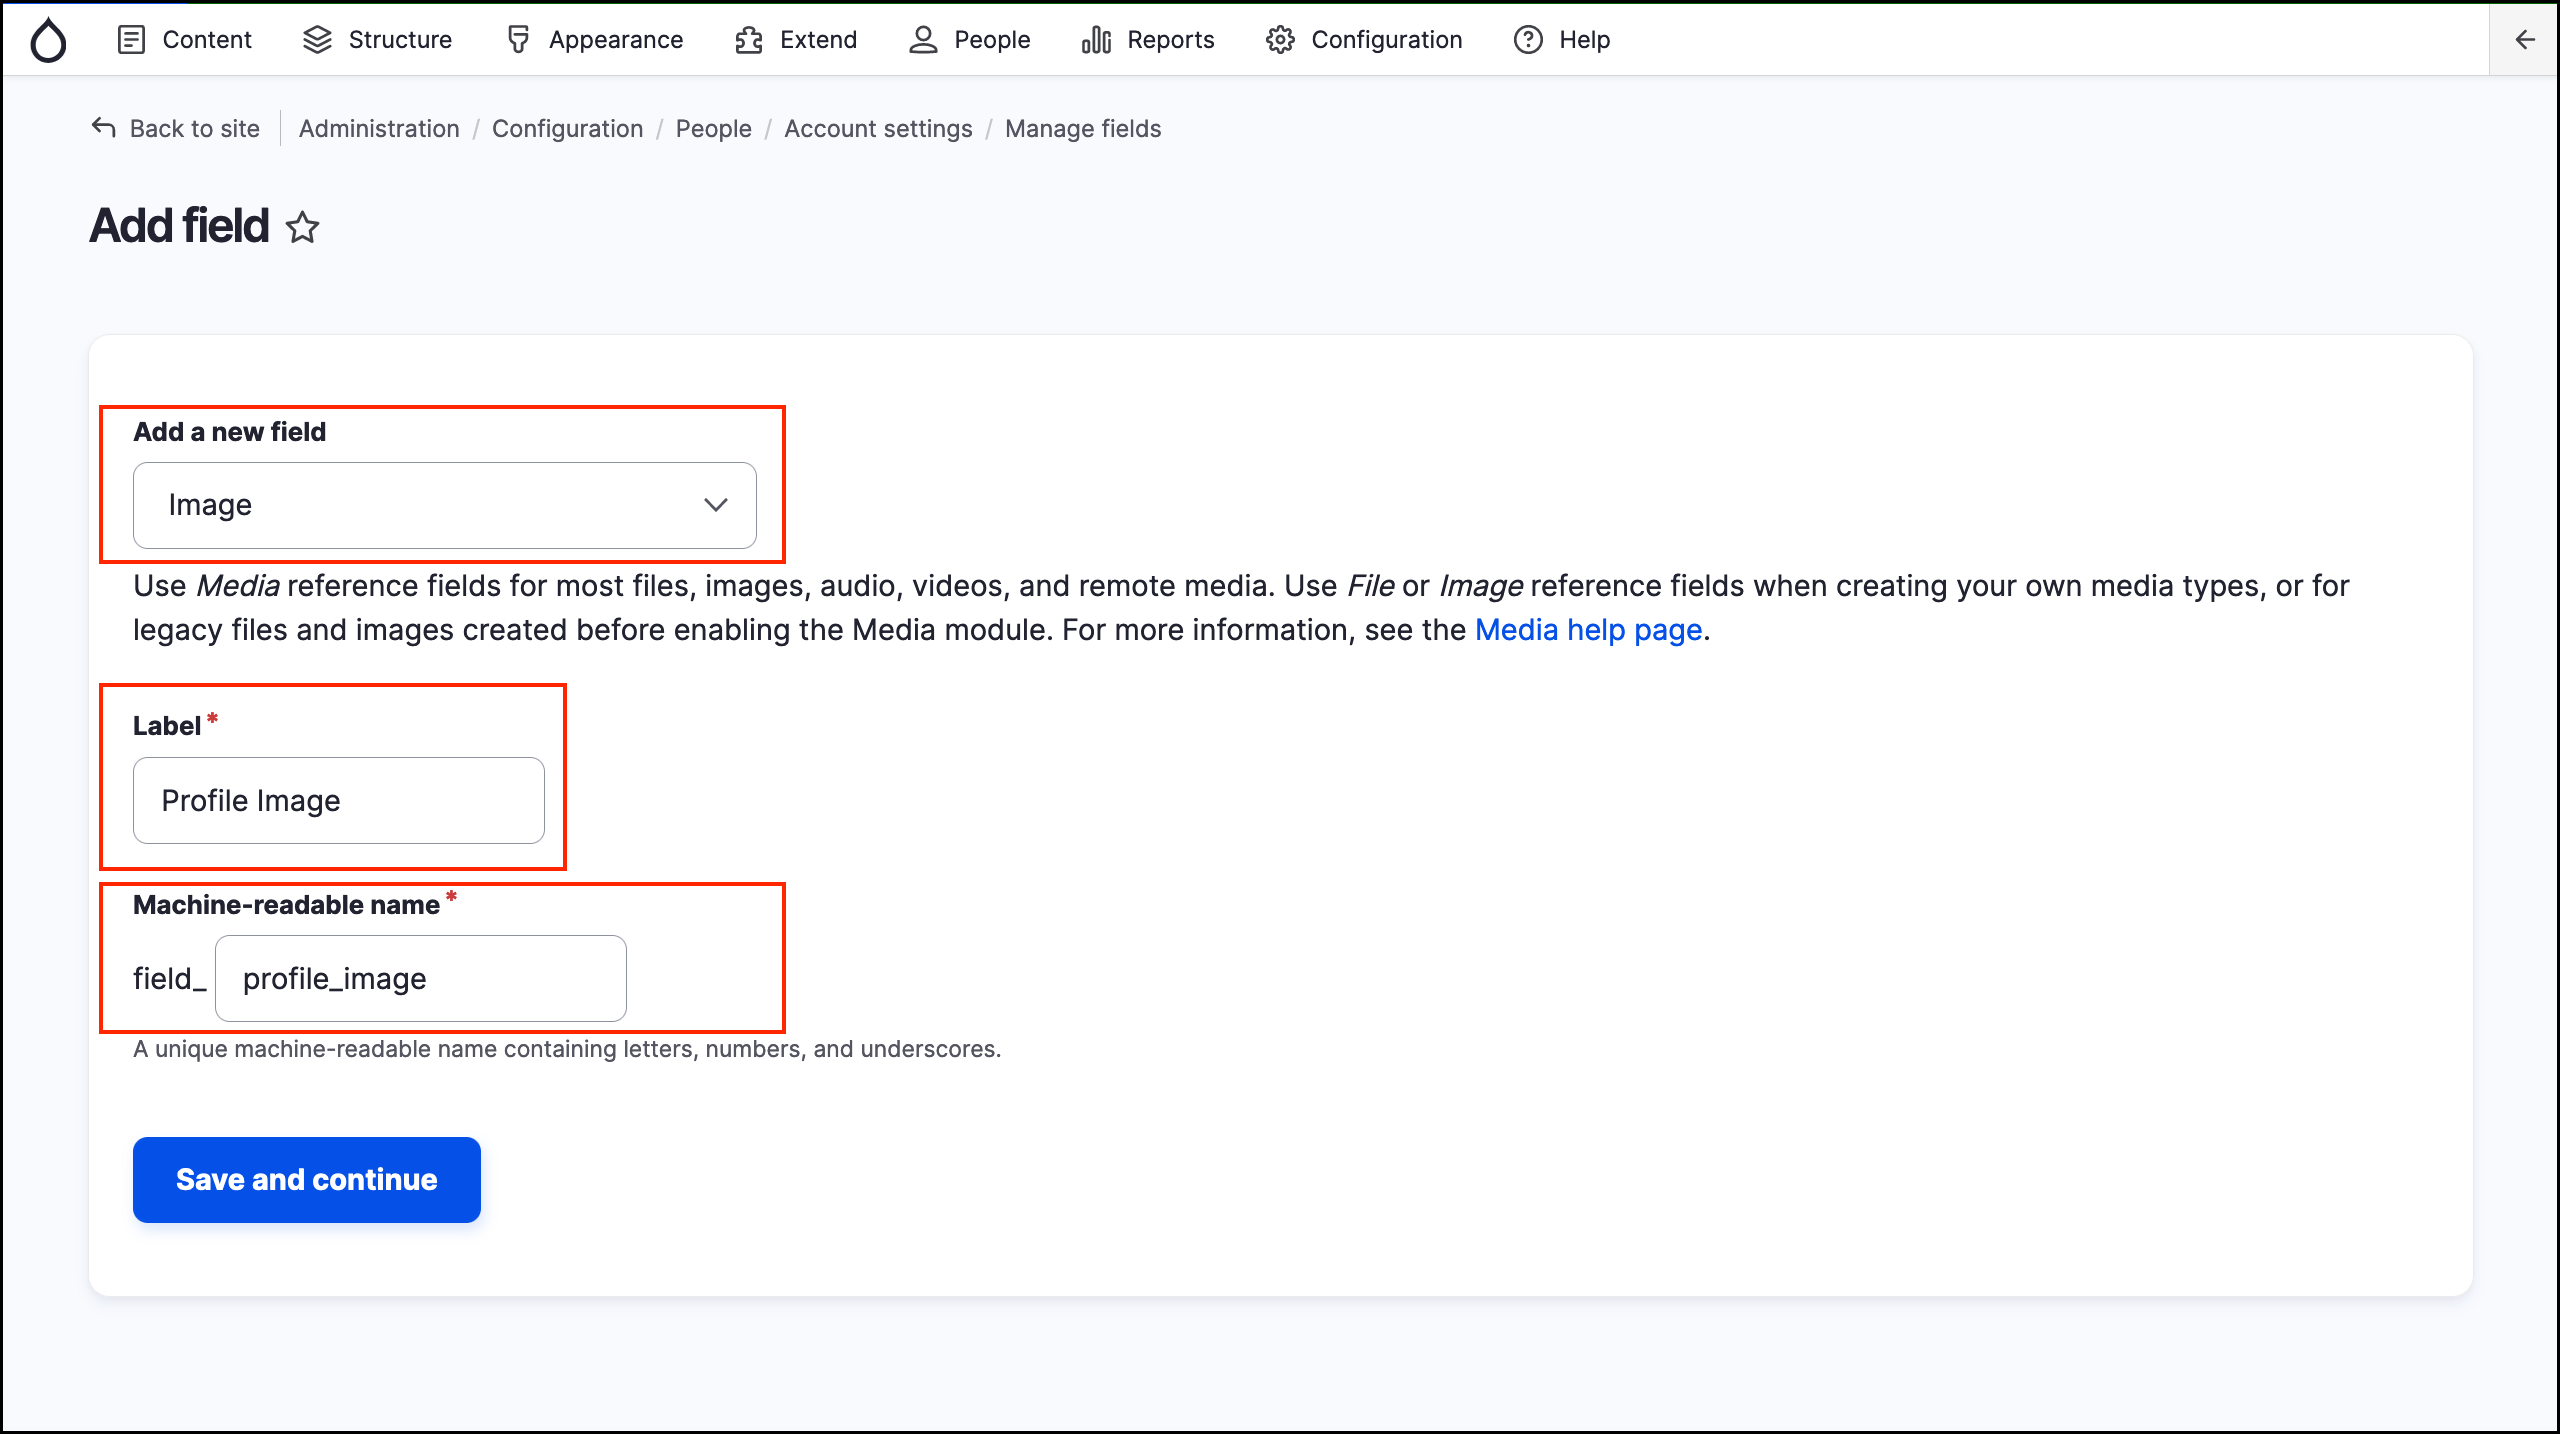 Content Structure Appearance Extend People Reports Configuration Help
Back to site Administration / Configuration / People / Account settings / Manage fields
Add field
Add a new field
Image
Use Media reference fields for most files, images, audio, videos, and remote media. Use File or Image reference fields when creating your own media types, or for
legacy files and images created before enabling the Media module. For more information, see the Media help page.
Label *
Profile Image
Machine-readable name *
field_ profile_image
A unique machine-readable name containing letters, numbers, and underscores.
Save and continue